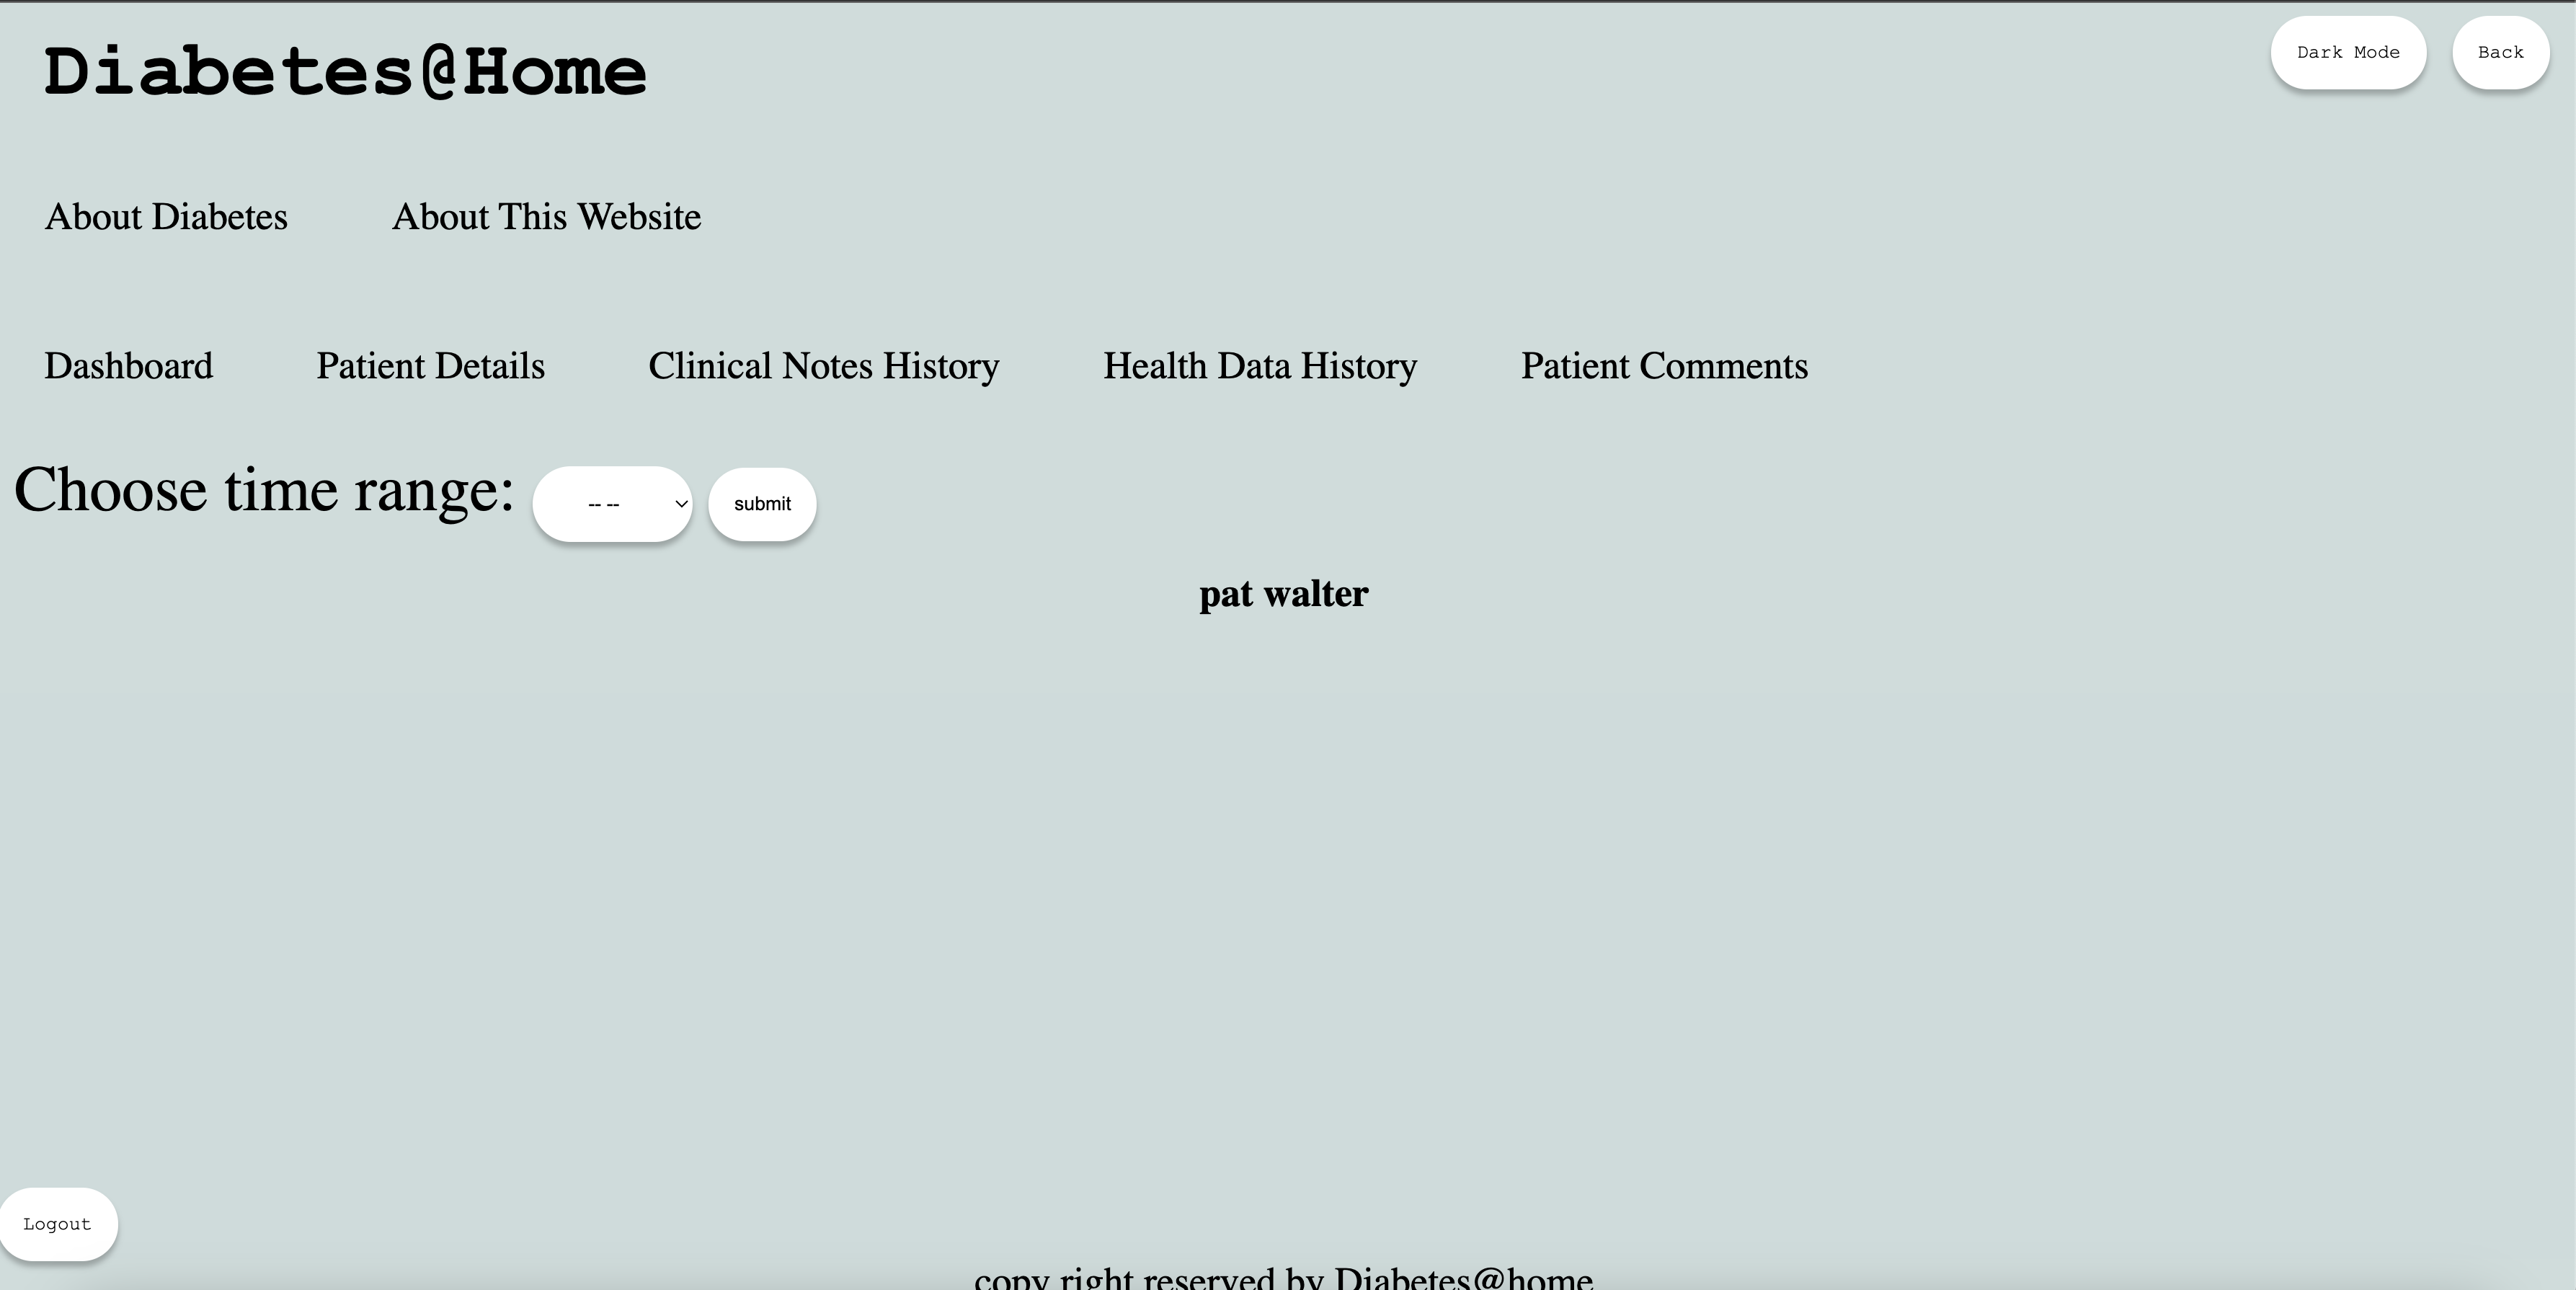 Diabetes@Home
Dark Mode
Back
About Diabetes
About This Website
Dashboard
Patient Details
Clinical Notes History
Health Data History
Patient Comments
Choose time range:
-- --
submit
pat walter
Logout
copy right reserved by Diabetes@home